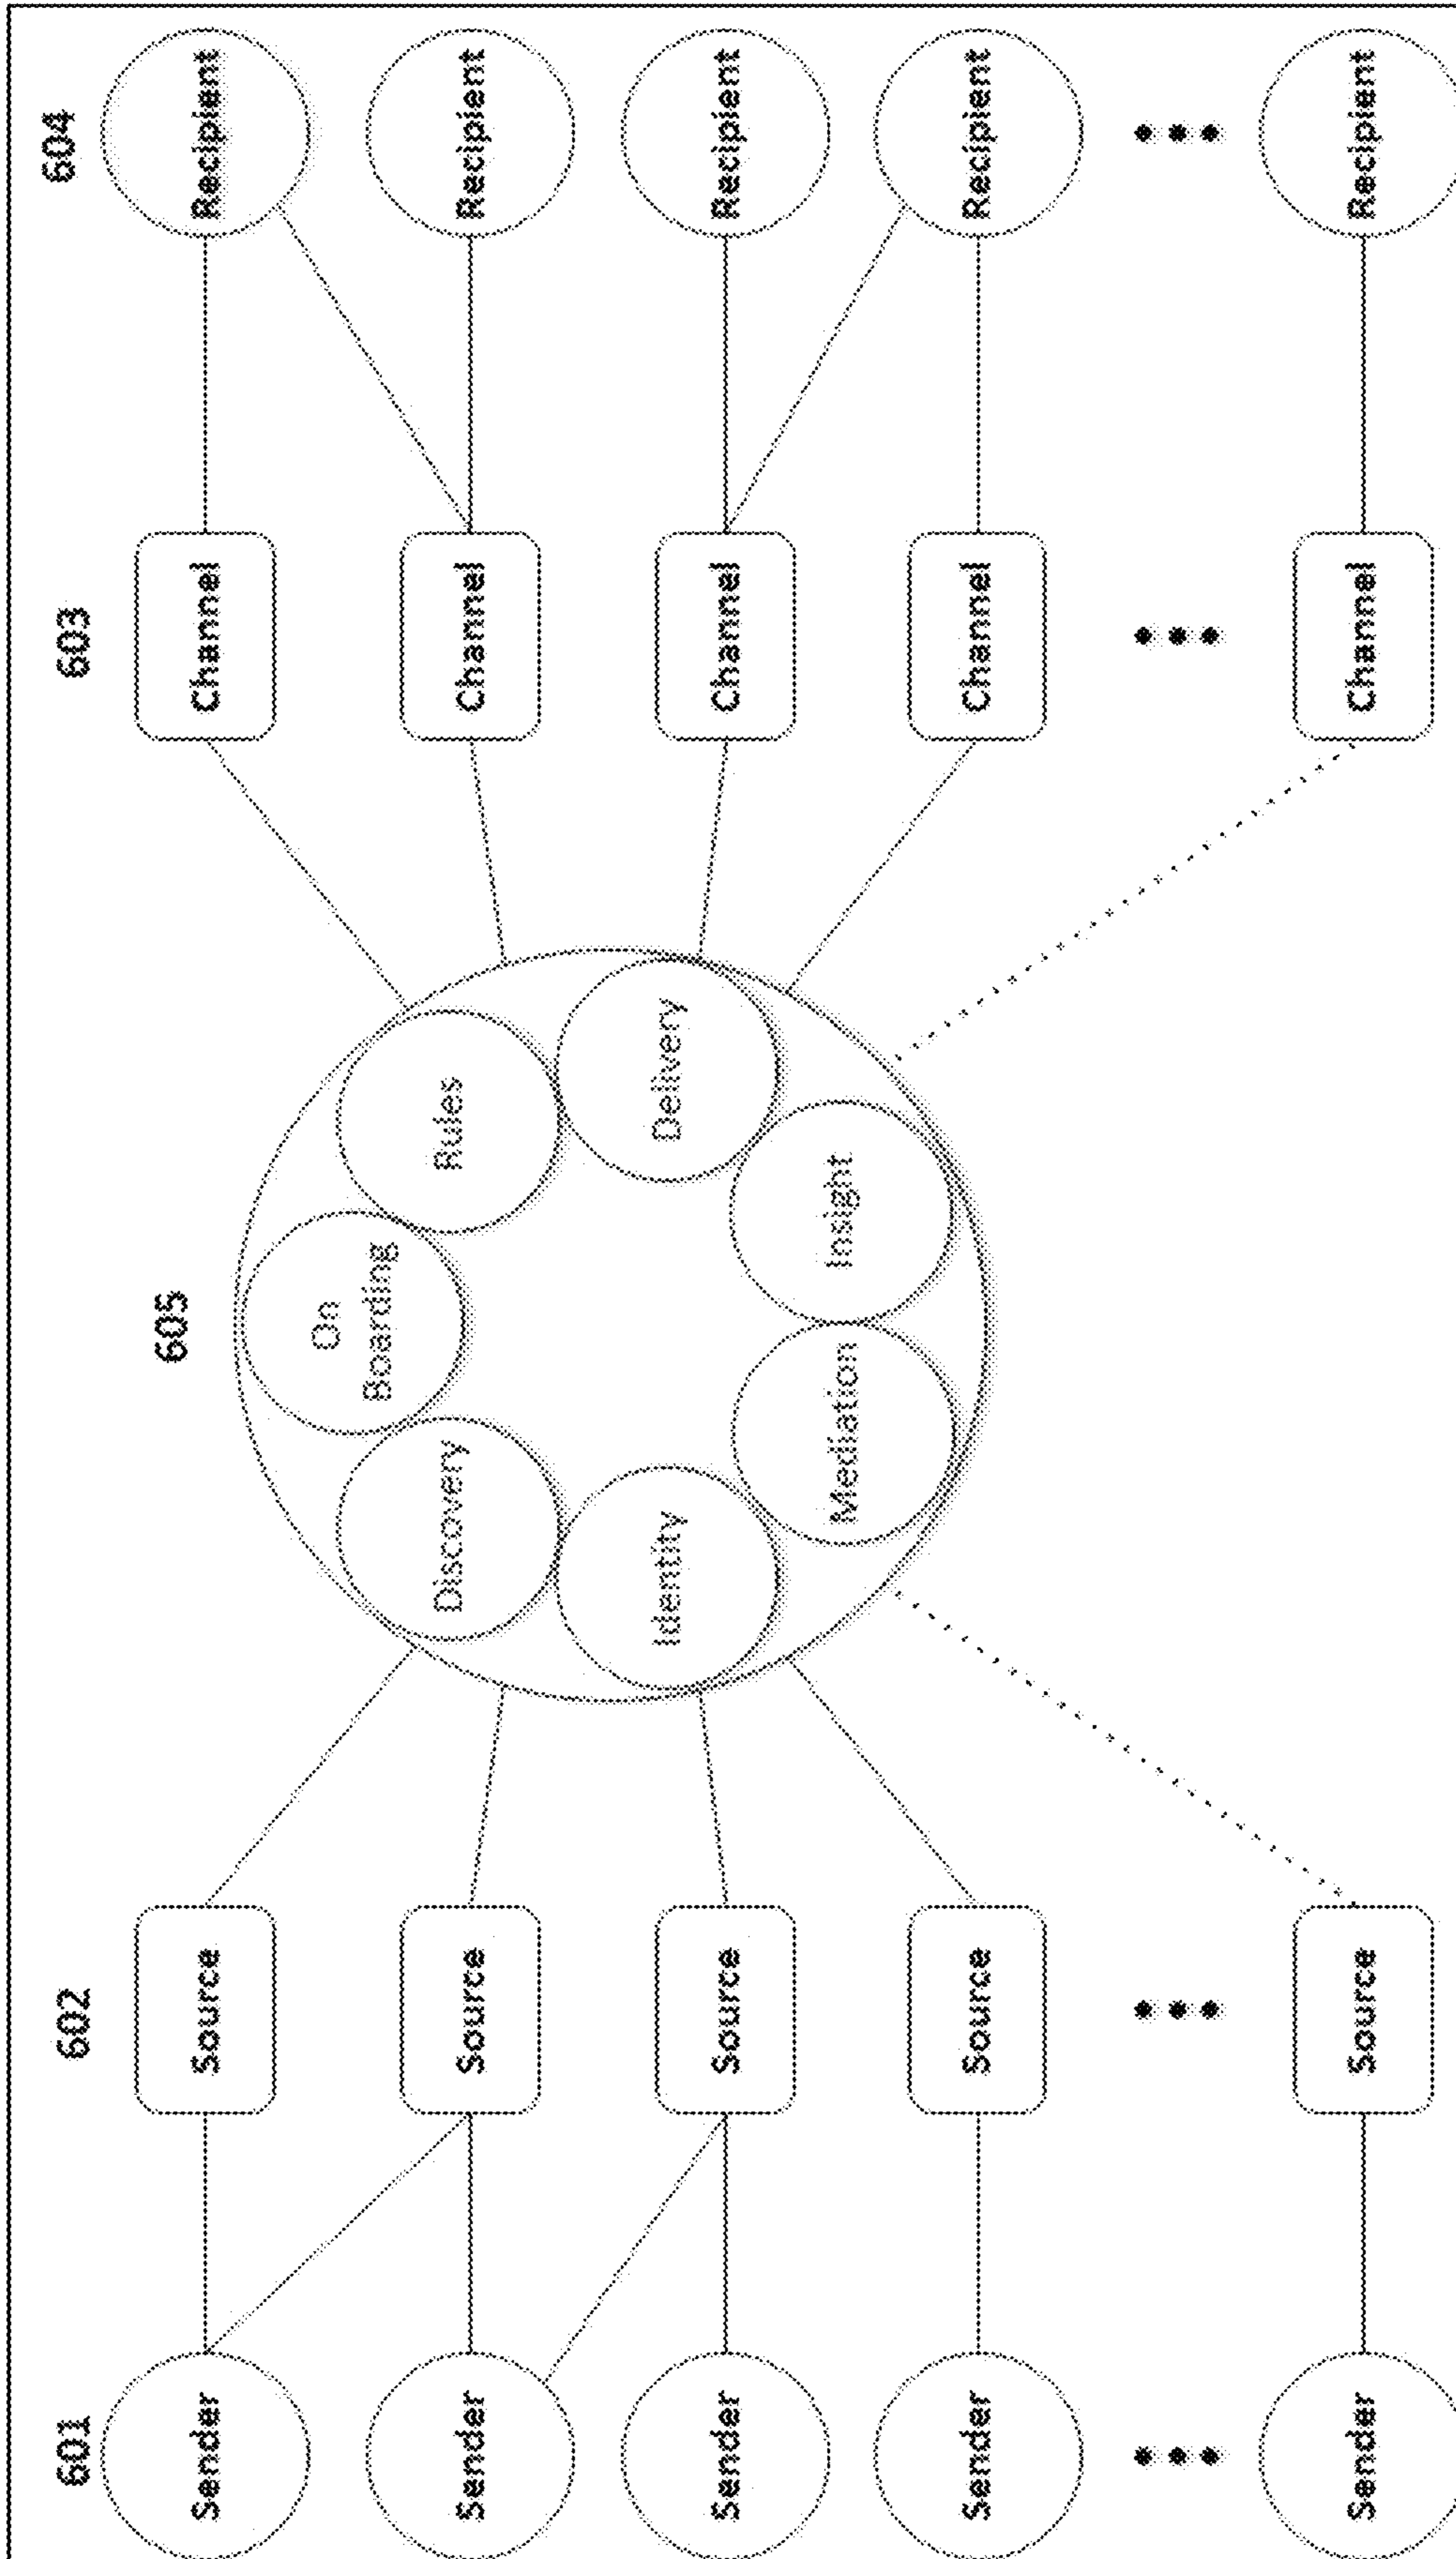 601
602
605
603
604
Sender
Source
Channel
Recipient
Sender
Source
Channel
Recipient
Sender
Source
Channel
Recipient
Sender
Source
Channel
Recipient
•••
•••
•••
•••
Sender
Source
Channel
Recipient
On
Boarding
Discovery
Rules
Identity
Delivery
Mediation
Insight